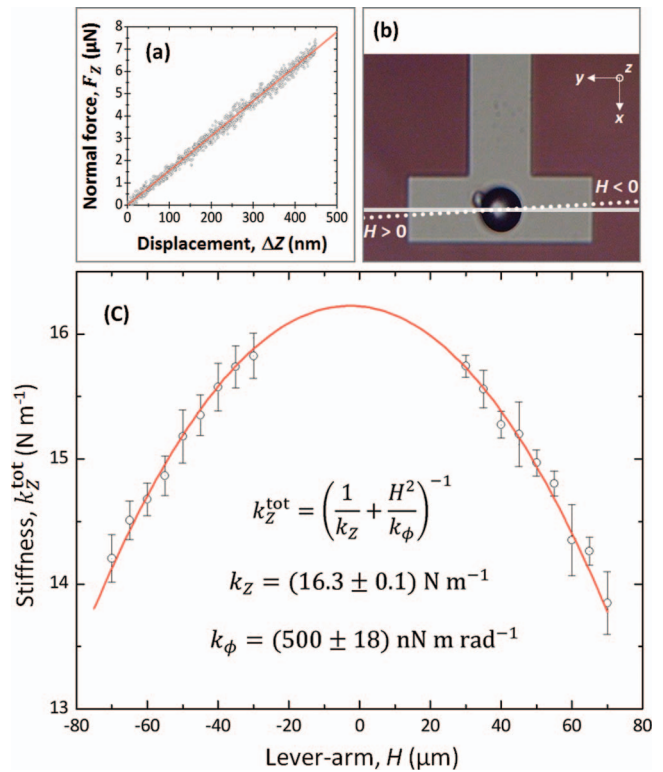 (a)
Normal force, F_Z (µN)
8
7
6
5
4
3
2
1
0
0 100 200 300 400 500
Displacement, ΔZ (nm)
(b)
z
y
x
H < 0
H > 0
(C)
Stiffness, k_Z^tot (N m⁻¹)
16
15
14
13
k_Z^tot = (1/k_Z + H²/k_ϕ)⁻¹
k_Z = (16.3 ± 0.1) N m⁻¹
k_ϕ = (500 ± 18) nN m rad⁻¹
-80 -60 -40 -20 0 20 40 60 80
Lever-arm, H (µm)